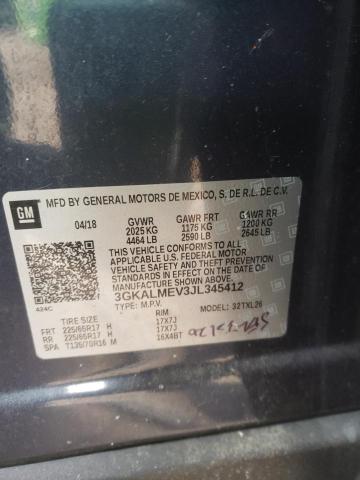 GM
MFD BY GENERAL MOTORS DE MEXICO, S. DE R.L. DE C.V.
04/18 GVWR GAWR FRT GAWR RR
2025 KG 1175 KG 1200 KG
4464 LB 2590 LB 2645 LB
THIS VEHICLE CONFORMS TO ALL
APPLICABLE U.S. FEDERAL MOTOR
VEHICLE SAFETY, BUMPER, AND THEFT
PREVENTION STANDARDS IN
EFFECT ON THE DATE OF
MANUFACTURE SHOWN ABOVE.
3GKALMEV3JL345412
424C TYPE: M.P.V. 32TXL26
TIRE SIZE RIM
FRT 225/65R17 H 17X7J
RR 225/65R17 H 17X7J
SPA T135/70R16 M 16X4BT